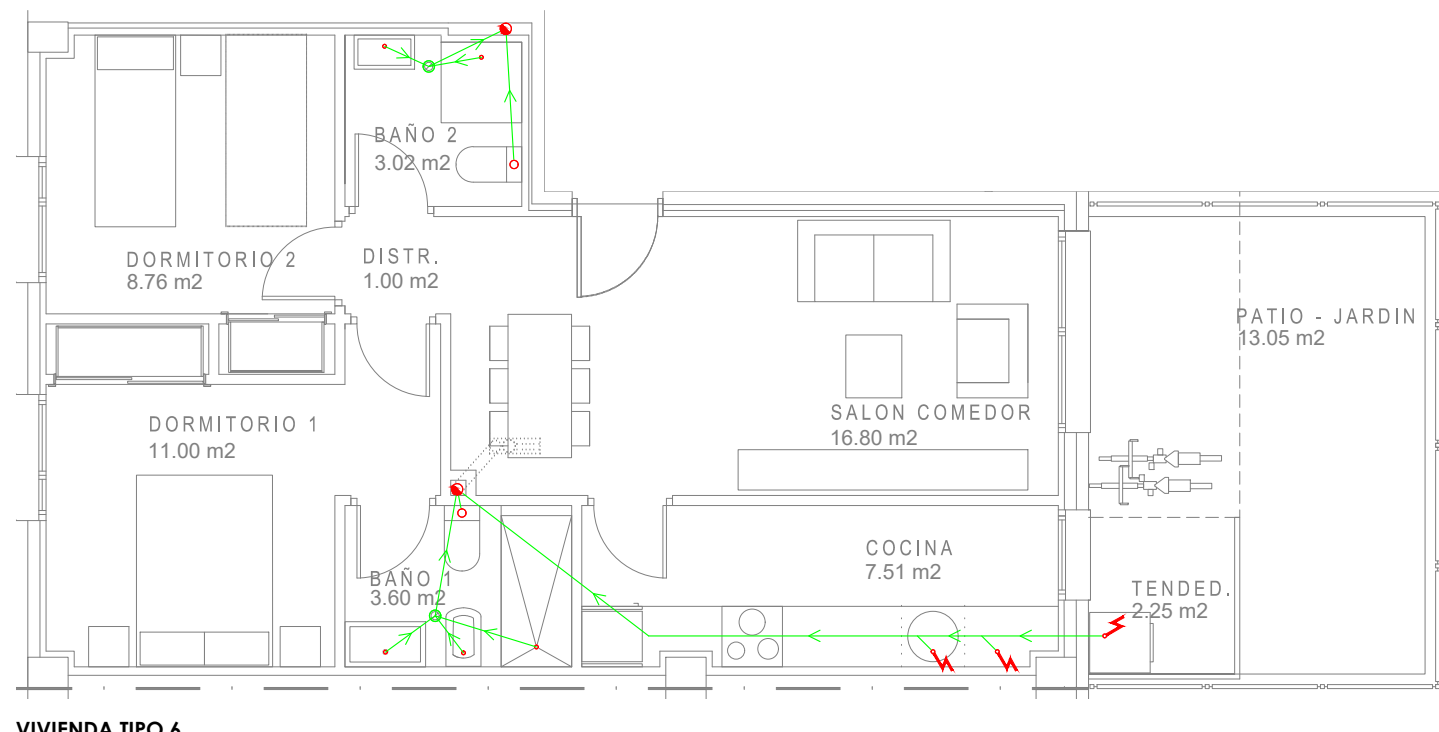 BAÑO 2
3.02 m2
DORMITORIO 2
8.76 m2
DISTR.
1.00 m2
PATIO - JARDIN
13.05 m2
DORMITORIO 1
11.00 m2
SALON COMEDOR
16.80 m2
COCINA
7.51 m2
BAÑO 1
3.60 m2
TENDED.
2.25 m2
VIVIENDA TIPO 6